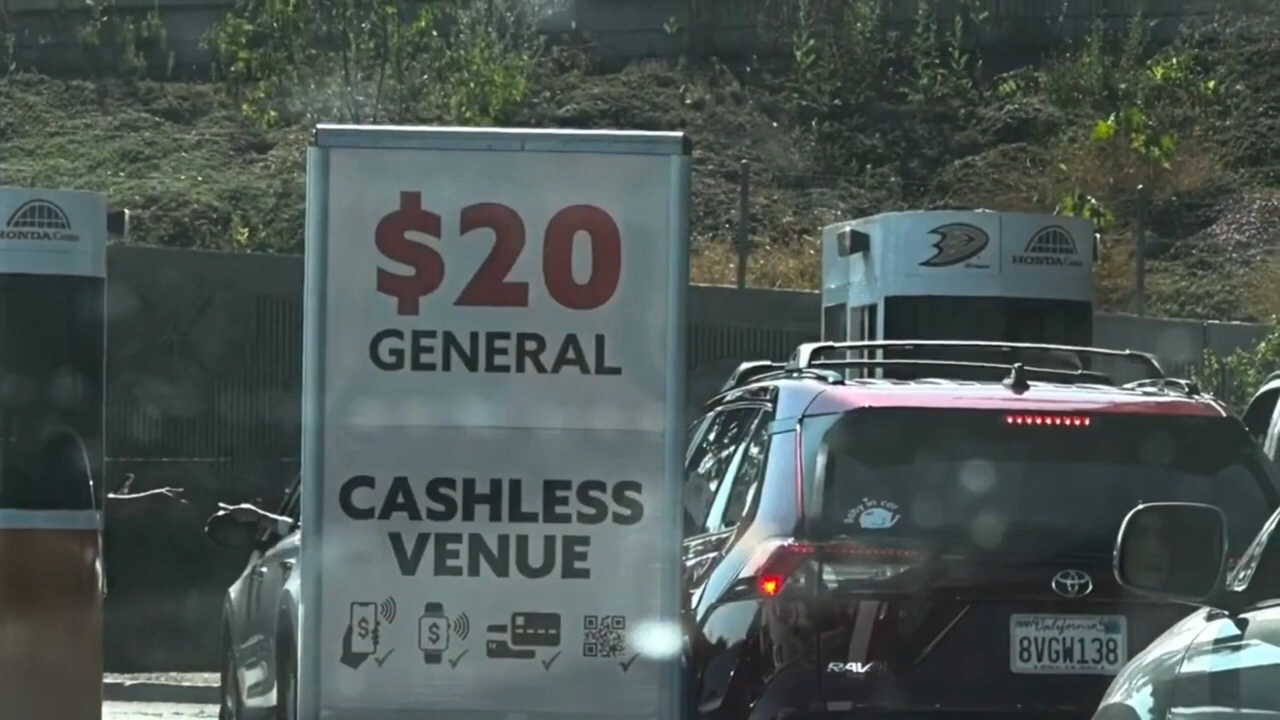 HONDA Center
$20
GENERAL
CASHLESS
VENUE
HONDA Center
baby in car
RAV4
California
8VGW138